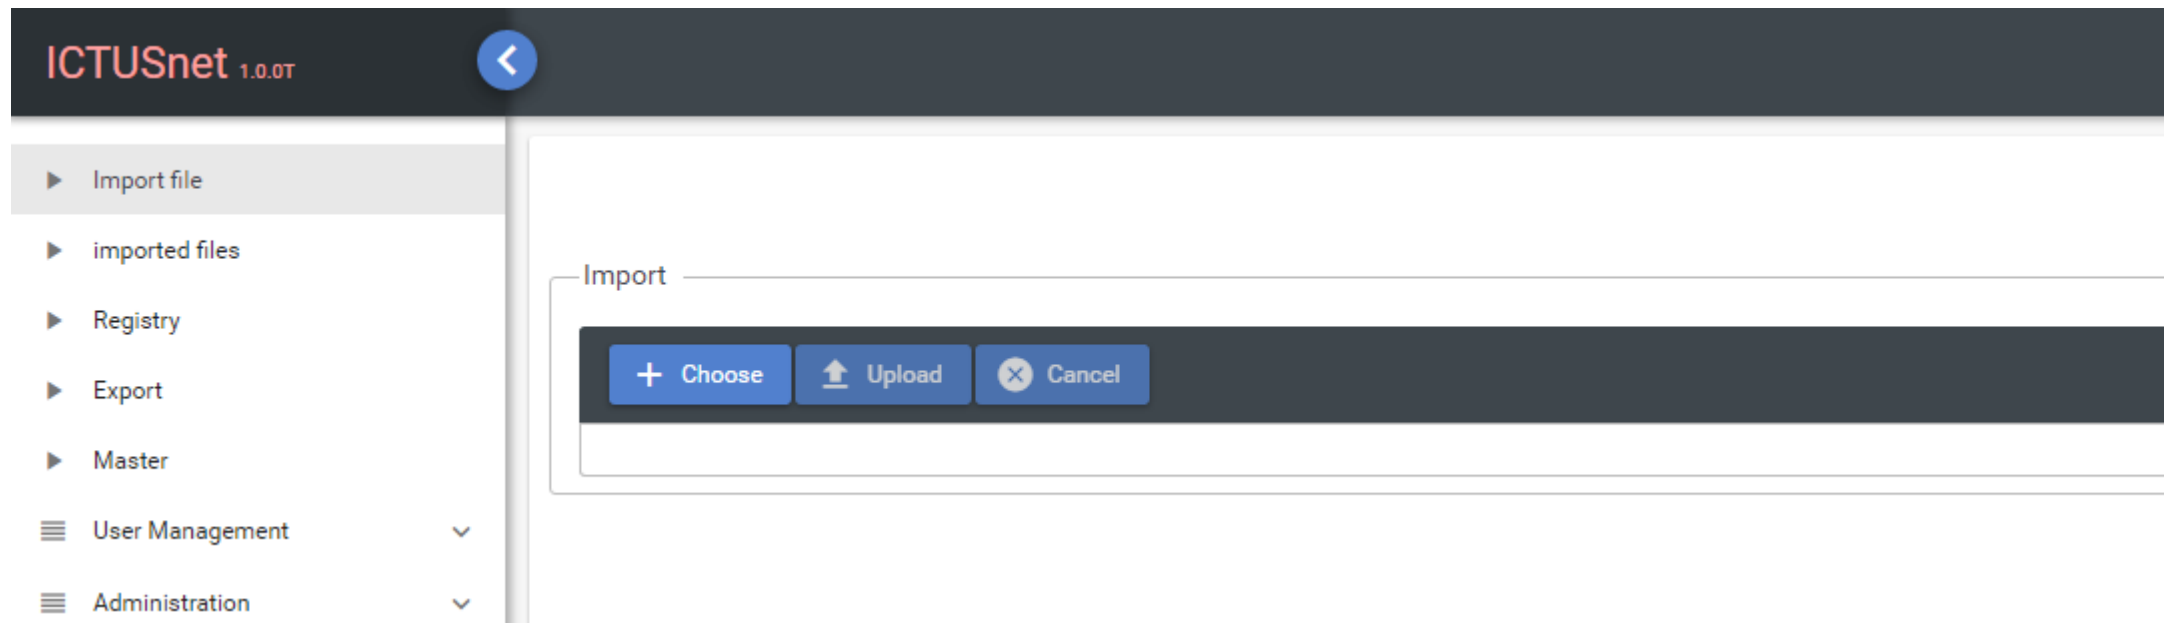 ICTUSnet 1.0.0T
Import file
imported files
Registry
Export
Master
User Management
Administration
Import
Choose Upload Cancel